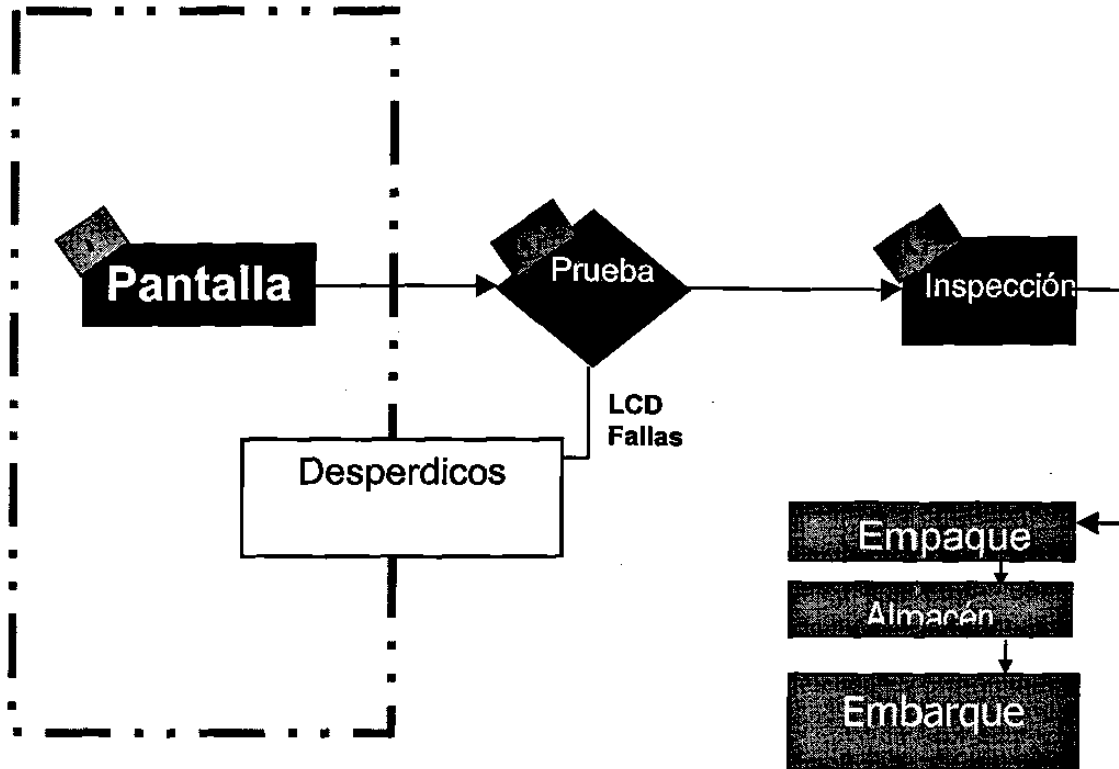 Pantalla
Prueba
Inspección
LCD
Fallas
Desperdicos
Empaque
Almacén
Embarque